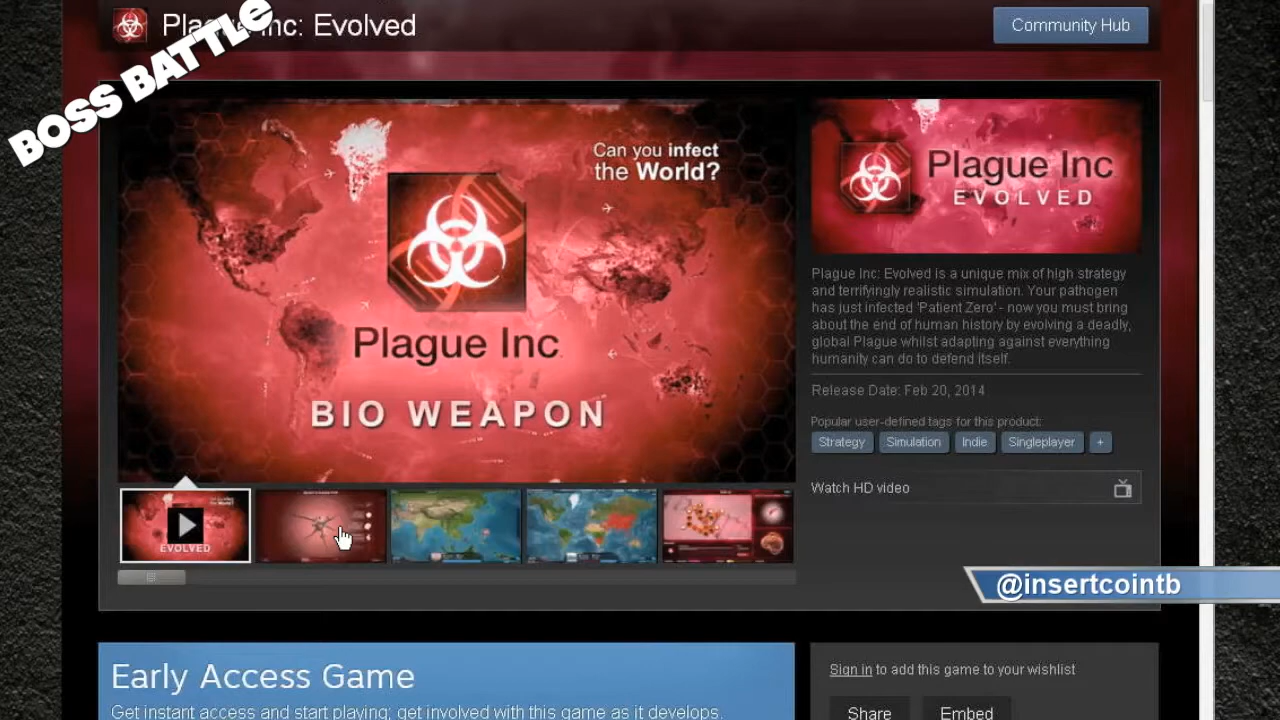 BOSS BATTLE
Plague Inc: Evolved
Community Hub
Can you infect
the World?
Plague Inc
BIO WEAPON
Plague Inc
EVOLVED
Plague Inc: Evolved is a unique mix of high strategy
and terrifyingly realistic simulation. Your pathogen
has just infected 'Patient Zero' - now you must bring
about the end of human history by evolving a deadly,
global Plague whilst adapting against everything
humanity can do to defend itself.
Release Date: Feb 20, 2014
Popular user-defined tags for this product:
Strategy
Simulation
Indie
Singleplayer
+
Watch HD video
EVOLVED
@insertcointb
Early Access Game
Get instant access and start playing; get involved with this game as it develops.
Sign in to add this game to your wishlist
Share
Embed